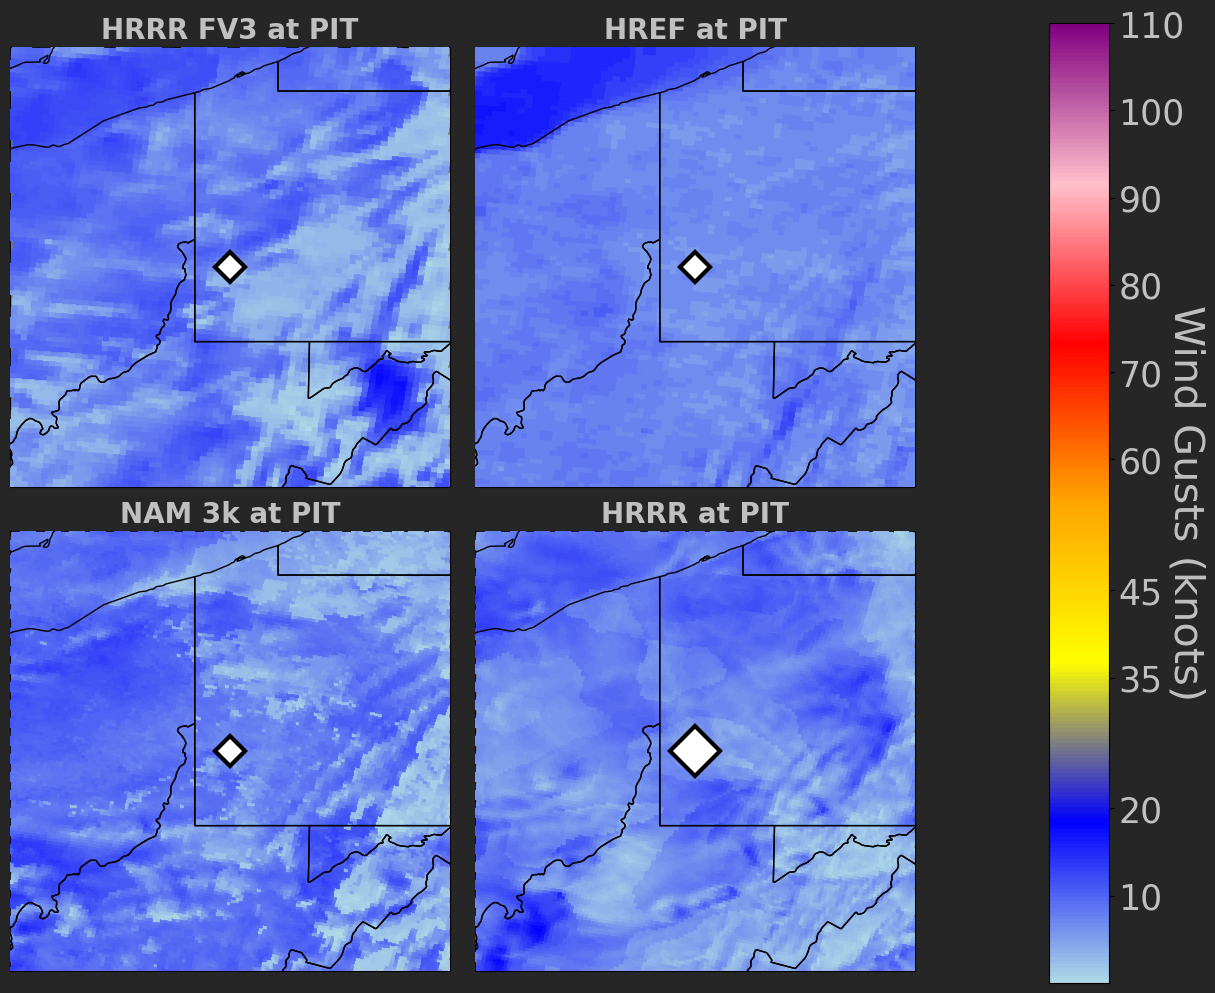 HRRR FV3 at PIT
HREF at PIT
NAM 3k at PIT
HRRR at PIT
110
100
90
80
70
60
45
35
20
10
Wind Gusts (knots)